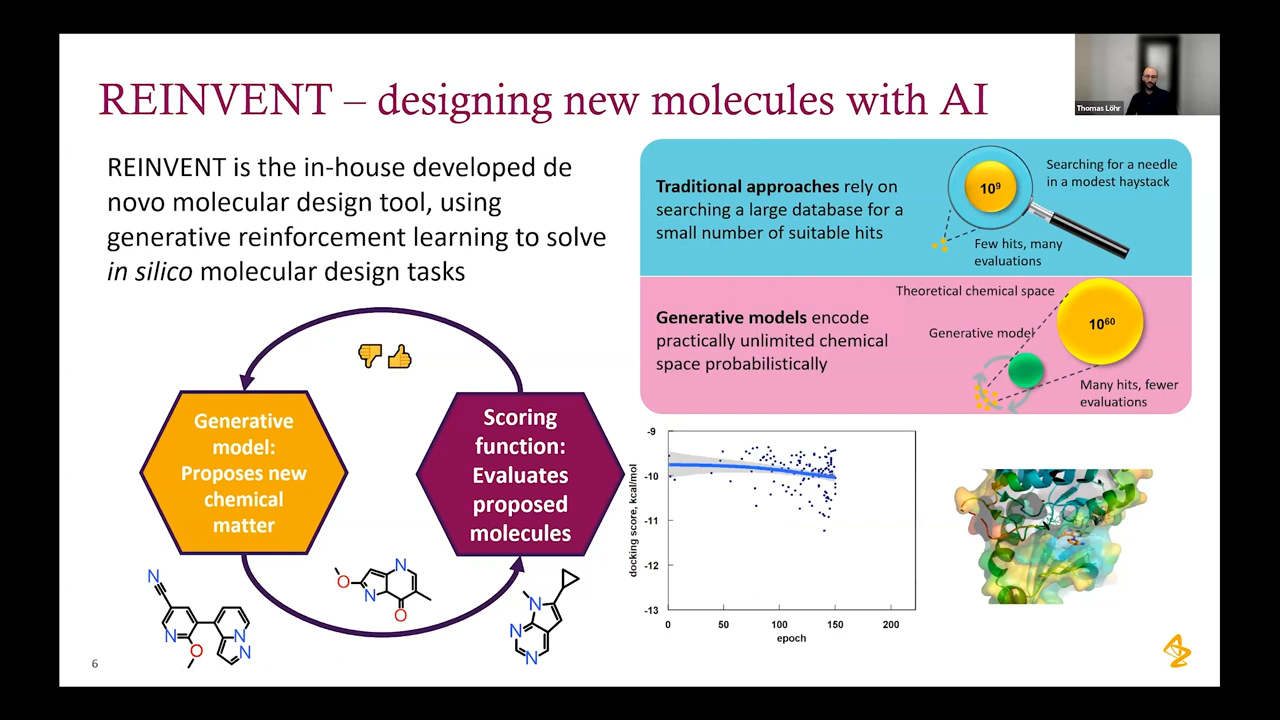 REINVENT – designing new molecules with AI
Thomas Löhr
REINVENT is the in-house developed de
novo molecular design tool, using
generative reinforcement learning to solve
in silico molecular design tasks
Traditional approaches rely on
searching a large database for a
small number of suitable hits
10⁹
Searching for a needle
in a modest haystack
Few hits, many
evaluations
Generative models encode
practically unlimited chemical
space probabilistically
Theoretical chemical space
Generative model
10⁶⁰
Many hits, fewer
evaluations
Generative
model:
Proposes new
chemical
matter
Scoring
function:
Evaluates
proposed
molecules
N
N
O
N
N
O
N
N
O
N
N
N
docking score, kcal/mol
-9
-10
-11
-12
-13
0
50
100
150
200
epoch
6